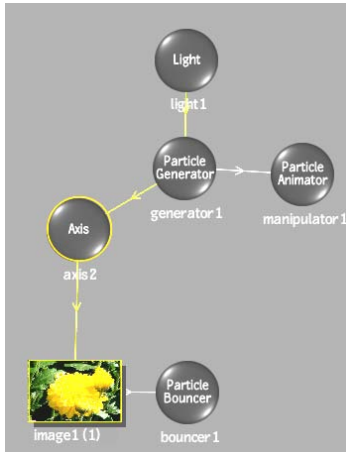 Light
light1
Particle
Generator
generator1
Particle
Animator
manipulator1
Axis
axis2
image1 (1)
Particle
Bouncer
bouncer1